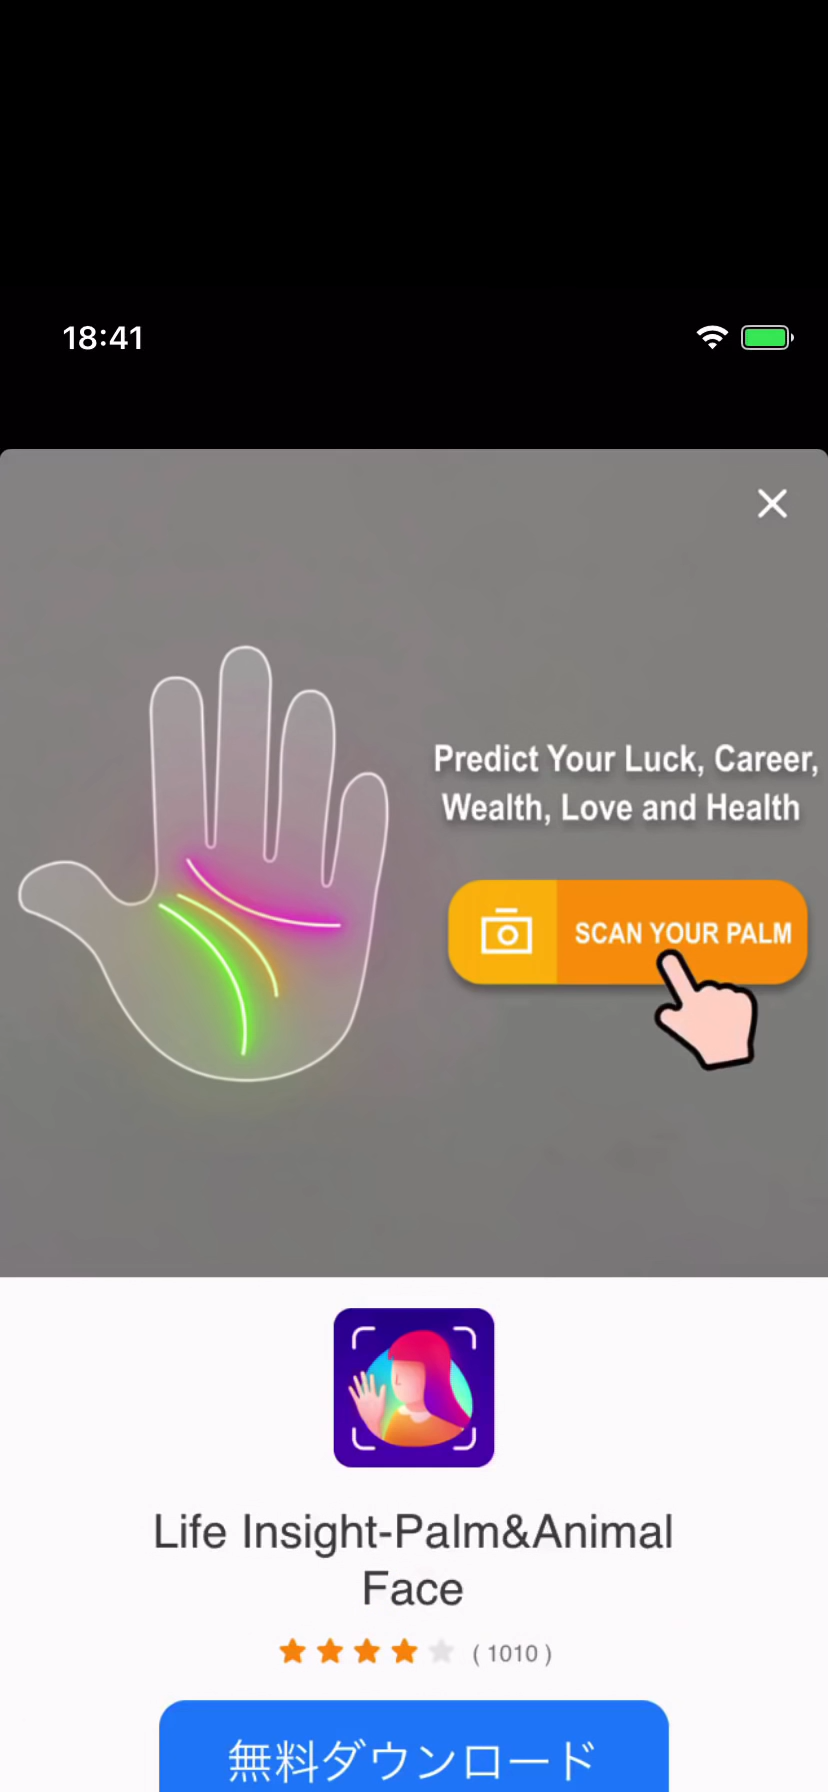 18:41
Predict Your Luck, Career,
Wealth, Love and Health
SCAN YOUR PALM
Life Insight-Palm&Animal
Face
( 1010 )
無料ダウンロード